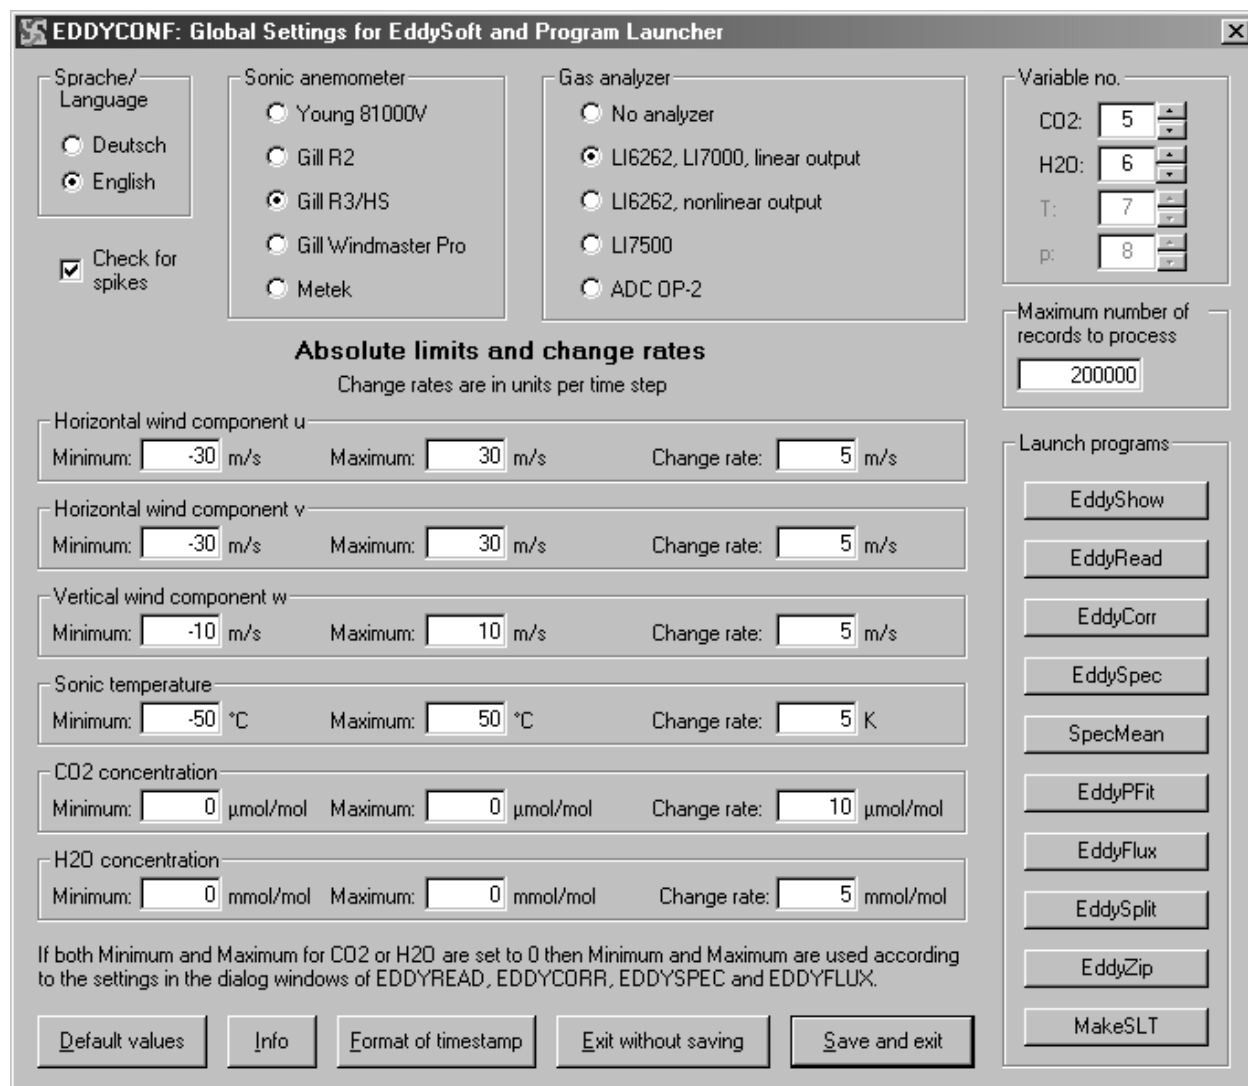 EDDYCONF: Global Settings for EddySoft and Program Launcher
Sprache/
Language
Deutsch
English
Check for
spikes
Sonic anemometer
Young 81000V
Gill R2
Gill R3/HS
Gill Windmaster Pro
Metek
Gas analyzer
No analyzer
LI6262, LI7000, linear output
LI6262, nonlinear output
LI7500
ADC OP-2
Variable no.
CO2: 5
H2O: 6
T: 7
p: 8
Maximum number of
records to process
200000
Absolute limits and change rates
Change rates are in units per time step
Horizontal wind component u
Minimum: -30 m/s Maximum: 30 m/s Change rate: 5 m/s
Horizontal wind component v
Minimum: -30 m/s Maximum: 30 m/s Change rate: 5 m/s
Vertical wind component w
Minimum: -10 m/s Maximum: 10 m/s Change rate: 5 m/s
Sonic temperature
Minimum: -50 °C Maximum: 50 °C Change rate: 5 K
CO2 concentration
Minimum: 0 µmol/mol Maximum: 0 µmol/mol Change rate: 10 µmol/mol
H2O concentration
Minimum: 0 mmol/mol Maximum: 0 mmol/mol Change rate: 5 mmol/mol
If both Minimum and Maximum for CO2 or H2O are set to 0 then Minimum and Maximum are used according
to the settings in the dialog windows of EDDYREAD, EDDYCORR, EDDYSPEC and EDDYFLUX.
Default values Info Format of timestamp Exit without saving Save and exit
Launch programs
EddyShow
EddyRead
EddyCorr
EddySpec
SpecMean
EddyPFit
EddyFlux
EddySplit
EddyZip
MakeSLT